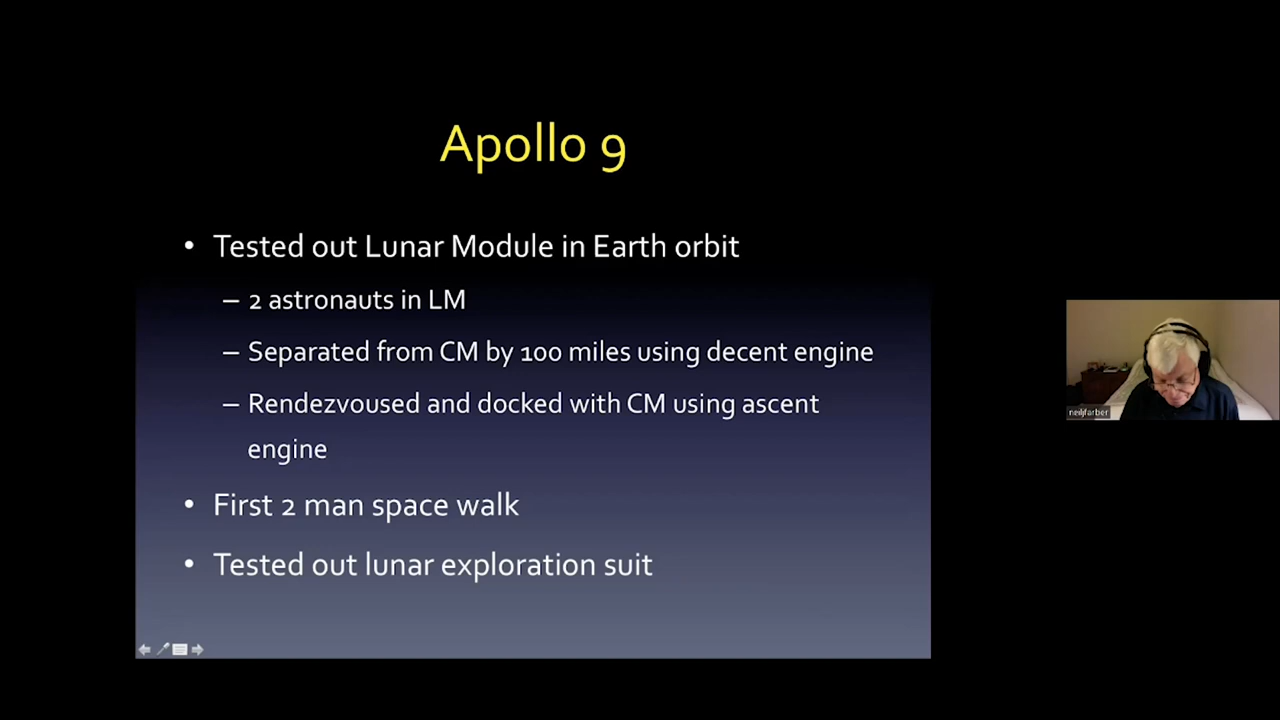 Apollo 9
• Tested out Lunar Module in Earth orbit
– 2 astronauts in LM
– Separated from CM by 100 miles using decent engine
– Rendezvoused and docked with CM using ascent
engine
• First 2 man space walk
• Tested out lunar exploration suit
neiljfarber